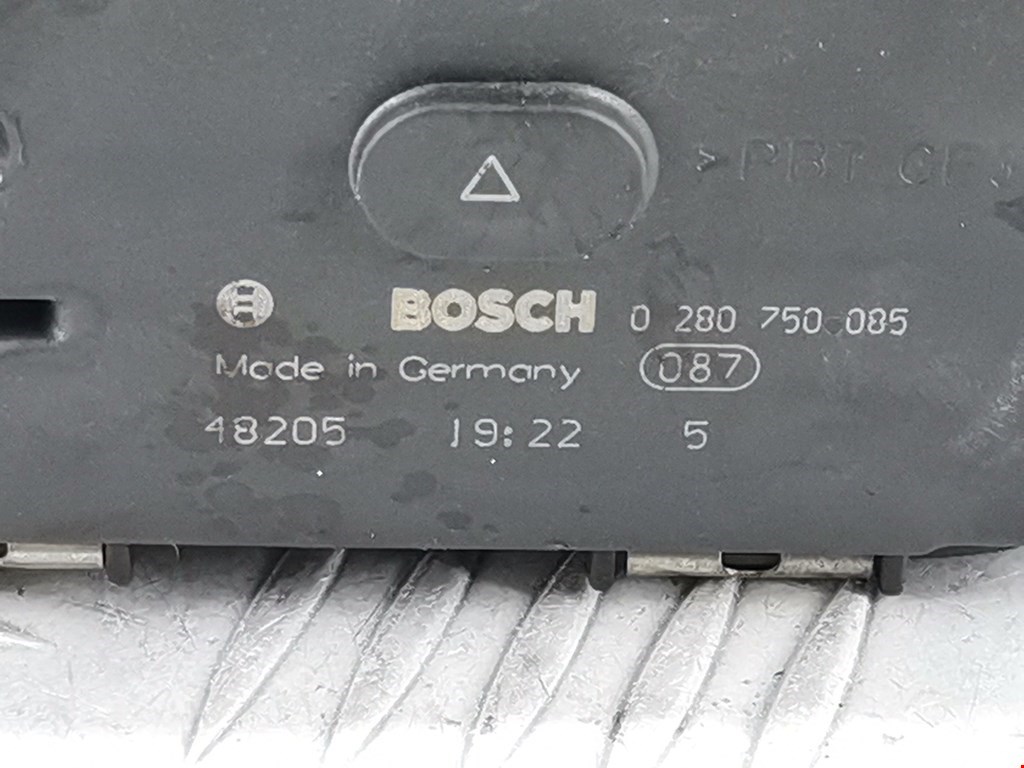 >PBT GF
BOSCH 0 280 750 085
Made in Germany 087
48205 19:22 5